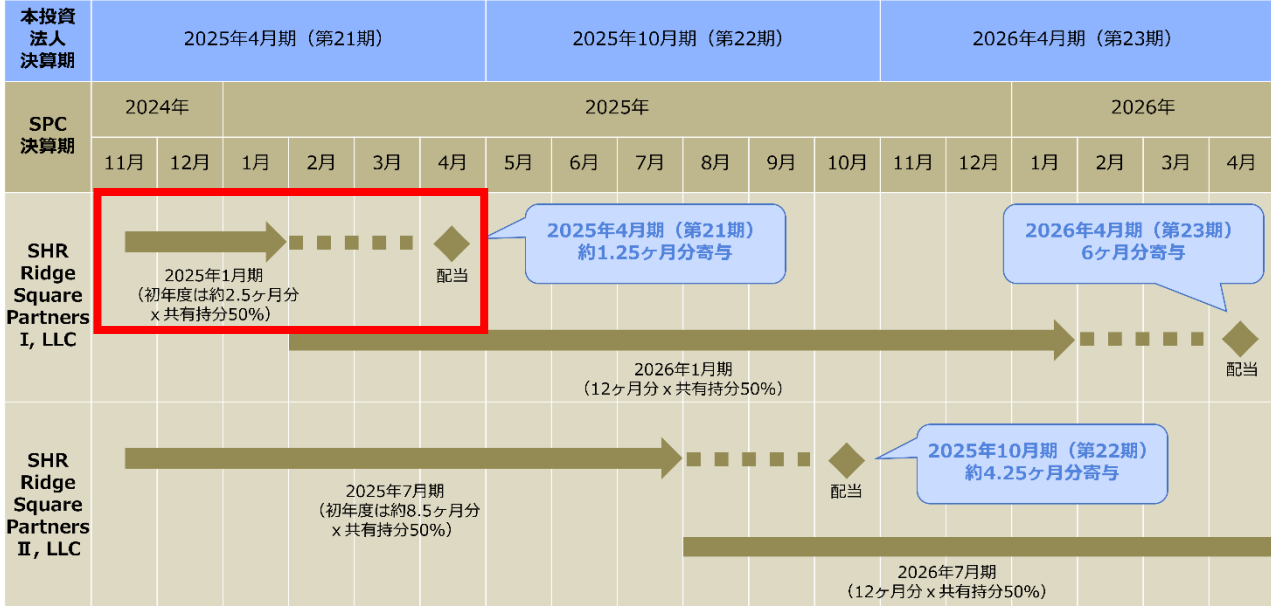 本投資
法人
決算期
2025年4月期（第21期）
2025年10月期（第22期）
2026年4月期（第23期）
SPC
決算期
2024年
2025年
2026年
11月
12月
1月
2月
3月
4月
5月
6月
7月
8月
9月
10月
11月
12月
1月
2月
3月
4月
SHR
Ridge
Square
Partners
I, LLC
2025年1月期
（初年度は約2.5ヶ月分
x 共有持分50%）
配当
2025年4月期（第21期）
約1.25ヶ月分寄与
2026年4月期（第23期）
6ヶ月分寄与
2026年1月期
（12ヶ月分 x 共有持分50%）
配当
SHR
Ridge
Square
Partners
Ⅱ, LLC
2025年7月期
（初年度は約8.5ヶ月分
x 共有持分50%）
配当
2025年10月期（第22期）
約4.25ヶ月分寄与
2026年7月期
（12ヶ月分 x 共有持分50%）